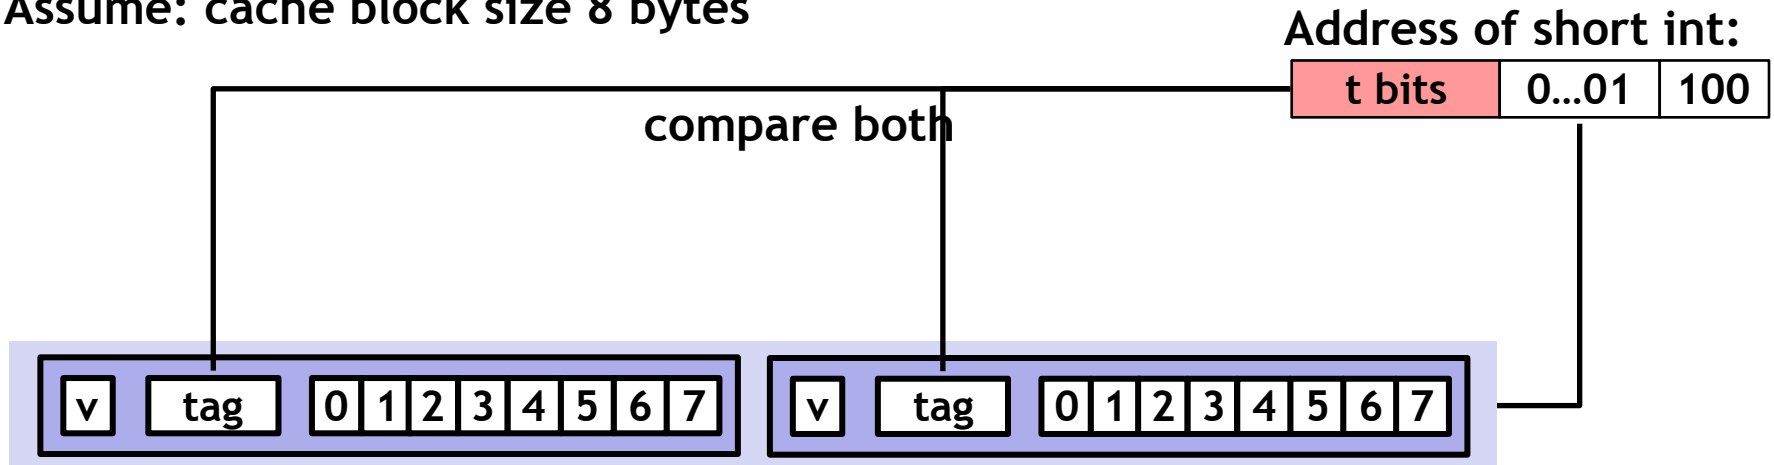 Assume: cache block size 8 bytes
Address of short int:
t bits 0...01 100
compare both
v tag 0 1 2 3 4 5 6 7 v tag 0 1 2 3 4 5 6 7